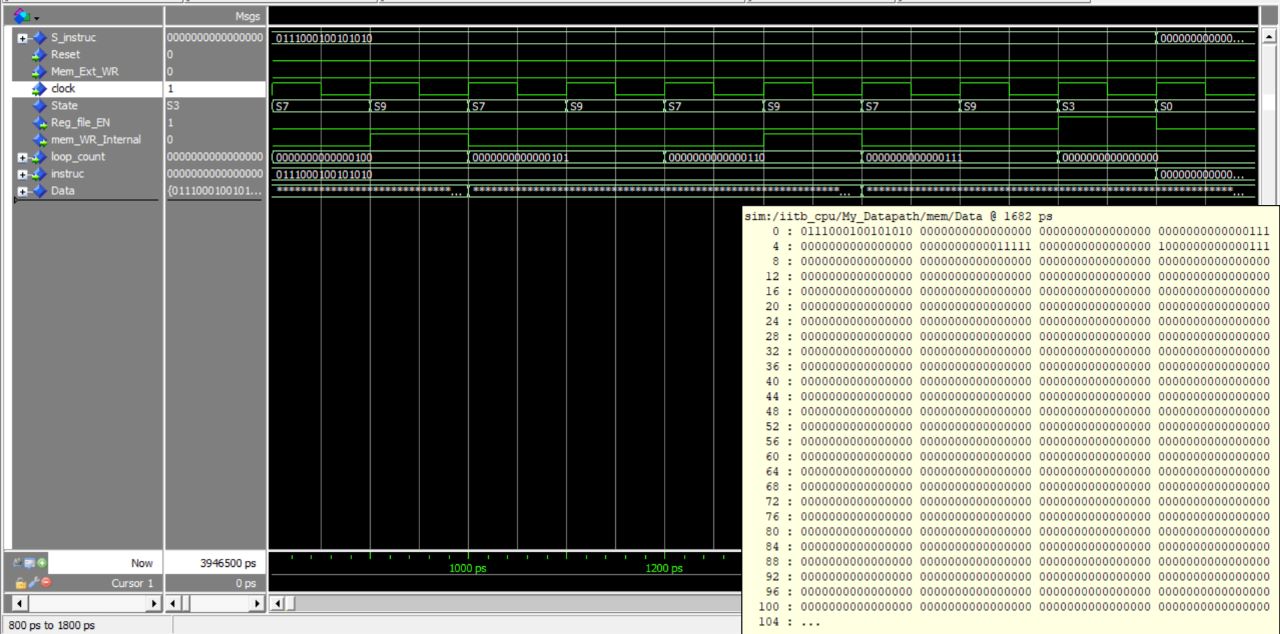 Msgs
S_instruc 0000000000000000 0111000100101010 000000000000...
Reset 0
Mem_Ext_WR 0
clock 1
State S3 S7 S9 S7 S9 S7 S9 S7 S9 S3 S0
Reg_file_EN 1
mem_WR_Internal 0
loop_count 0000000000000000 0000000000000100 0000000000000101 0000000000000110 0000000000000111 0000000000000000
instruc 0000000000000000 0111000100101010 000000000000...
Data {0111000100101...
sim:/iitb_cpu/My_Datapath/mem/Data @ 1682 ps
0 : 0111000100101010 0000000000000000 0000000000000000 0000000000000111
4 : 0000000000000000 0000000000011111 0000000000000000 1000000000000111
8 : 0000000000000000 0000000000000000 0000000000000000 0000000000000000
12 : 0000000000000000 0000000000000000 0000000000000000 0000000000000000
16 : 0000000000000000 0000000000000000 0000000000000000 0000000000000000
20 : 0000000000000000 0000000000000000 0000000000000000 0000000000000000
24 : 0000000000000000 0000000000000000 0000000000000000 0000000000000000
28 : 0000000000000000 0000000000000000 0000000000000000 0000000000000000
32 : 0000000000000000 0000000000000000 0000000000000000 0000000000000000
36 : 0000000000000000 0000000000000000 0000000000000000 0000000000000000
40 : 0000000000000000 0000000000000000 0000000000000000 0000000000000000
44 : 0000000000000000 0000000000000000 0000000000000000 0000000000000000
48 : 0000000000000000 0000000000000000 0000000000000000 0000000000000000
52 : 0000000000000000 0000000000000000 0000000000000000 0000000000000000
56 : 0000000000000000 0000000000000000 0000000000000000 0000000000000000
60 : 0000000000000000 0000000000000000 0000000000000000 0000000000000000
64 : 0000000000000000 0000000000000000 0000000000000000 0000000000000000
68 : 0000000000000000 0000000000000000 0000000000000000 0000000000000000
72 : 0000000000000000 0000000000000000 0000000000000000 0000000000000000
76 : 0000000000000000 0000000000000000 0000000000000000 0000000000000000
80 : 0000000000000000 0000000000000000 0000000000000000 0000000000000000
84 : 0000000000000000 0000000000000000 0000000000000000 0000000000000000
88 : 0000000000000000 0000000000000000 0000000000000000 0000000000000000
92 : 0000000000000000 0000000000000000 0000000000000000 0000000000000000
96 : 0000000000000000 0000000000000000 0000000000000000 0000000000000000
100 : 0000000000000000 0000000000000000 0000000000000000 0000000000000000
104 : ...
Now 3946500 ps
1000 ps 1200 ps
Cursor 1 0 ps
800 ps to 1800 ps